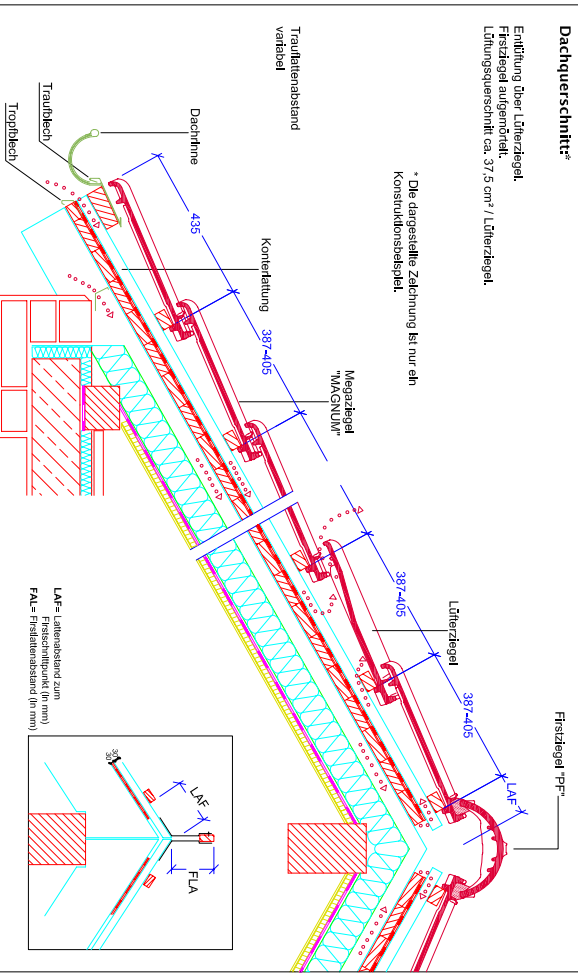 Dachquerschnitt:*
Entlüftung über Lüfterziegel.
Firstziegel aufgemörtelt.
Lüftungsquerschnitt ca. 37,5 cm² / Lüfterziegel.
* Die dargestellte Zeichnung ist nur ein
Konstruktionsbeispiel.
Trauflattenabstand
variabel
Firstziegel "PF"
LAF
387-405
Lüfterziegel
387-405
Megaziegel
"MAGNUM"
387-405
Konterlattung
435
Dachrinne
Traufblech
Tropfblech
LAF= Lattenabstand zum
Firstschnittpunkt (in mm)
FAL= Firstlattenabstand (in mm)
LAF
FLA
30
30